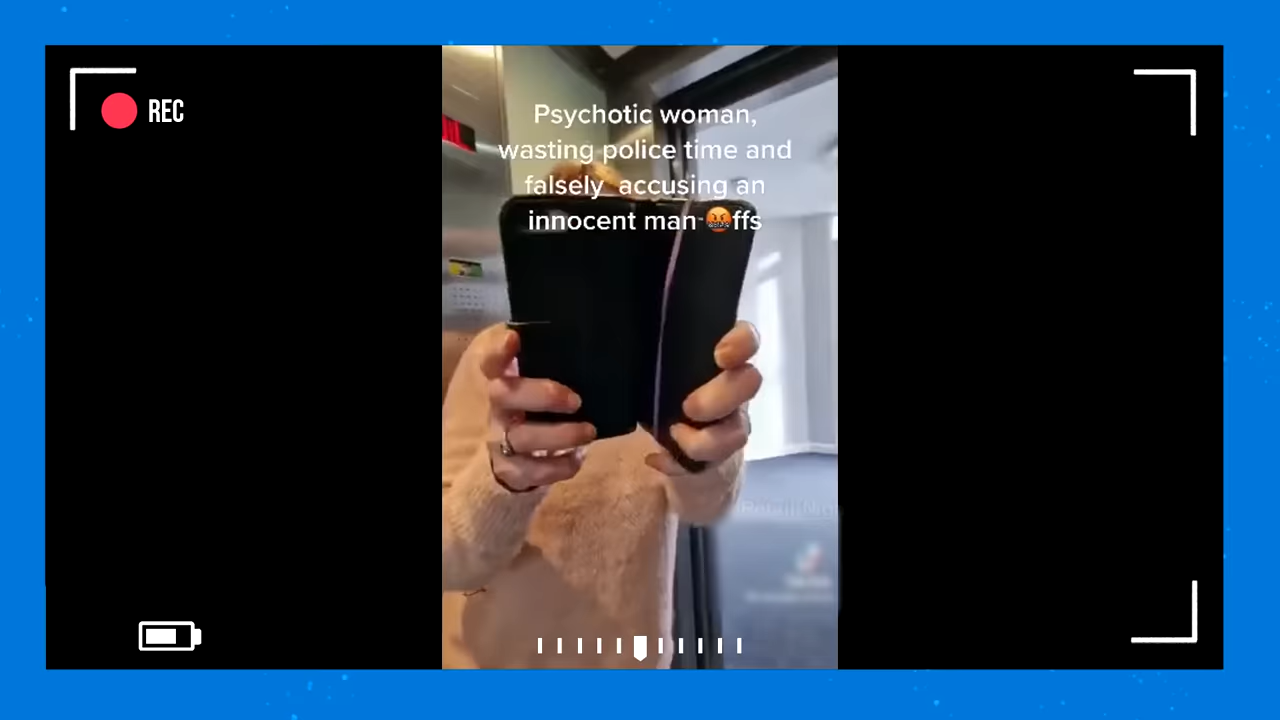 REC
Psychotic woman,
wasting police time and
falsely accusing an
innocent man 🤬ffs